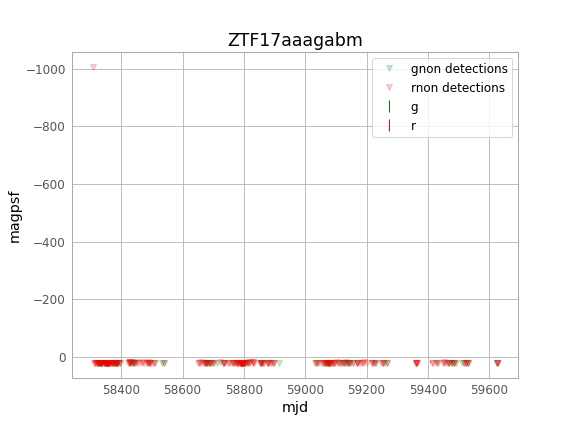 ZTF17aaagabm
gnon detections
rnon detections
g
r
magpsf
−1000
−800
−600
−400
−200
0
58400 58600 58800 59000 59200 59400 59600
mjd